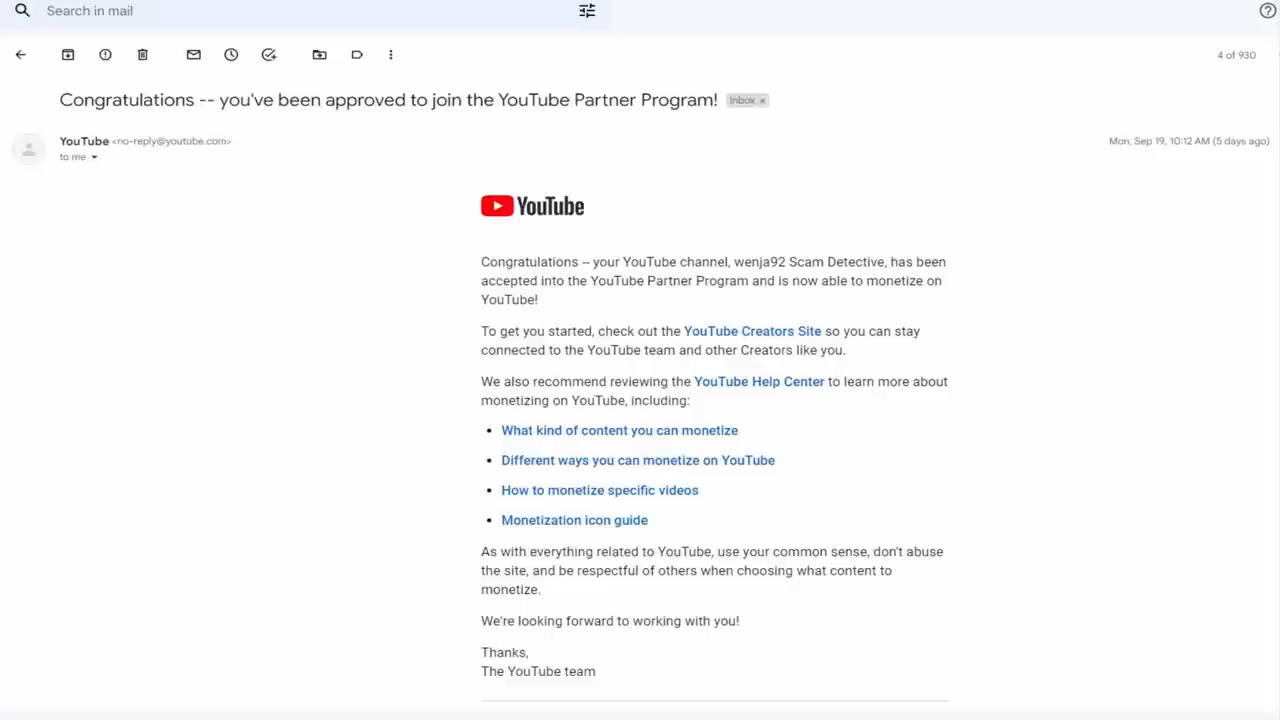 Search in mail
4 of 930
Congratulations -- you've been approved to join the YouTube Partner Program! Inbox x
YouTube <no-reply@youtube.com> Mon, Sep 19, 10:12 AM (5 days ago)
to me
YouTube
Congratulations -- your YouTube channel, wenja92 Scam Detective, has been
accepted into the YouTube Partner Program and is now able to monetize on
YouTube!
To get you started, check out the YouTube Creators Site so you can stay
connected to the YouTube team and other Creators like you.
We also recommend reviewing the YouTube Help Center to learn more about
monetizing on YouTube, including:
• What kind of content you can monetize
• Different ways you can monetize on YouTube
• How to monetize specific videos
• Monetization icon guide
As with everything related to YouTube, use your common sense, don't abuse
the site, and be respectful of others when choosing what content to
monetize.
We're looking forward to working with you!
Thanks,
The YouTube team